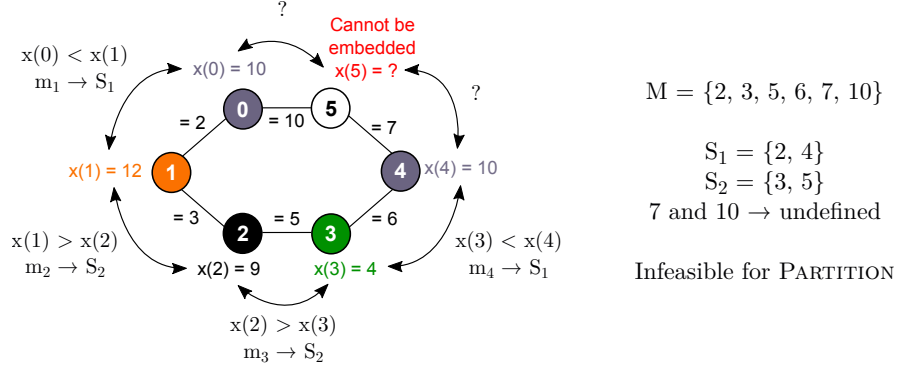 ?
Cannot be
embedded
x(0) < x(1)
m₁ → S₁
x(0) = 10
x(5) = ?
?
0
5
= 2
= 10
= 7
M = {2, 3, 5, 6, 7, 10}
x(1) = 12
1
4
x(4) = 10
S₁ = {2, 4}
S₂ = {3, 5}
7 and 10 → undefined
= 3
= 5
= 6
2
3
x(1) > x(2)
m₂ → S₂
x(2) = 9
x(3) = 4
x(3) < x(4)
m₄ → S₁
Infeasible for PARTITION
x(2) > x(3)
m₃ → S₂